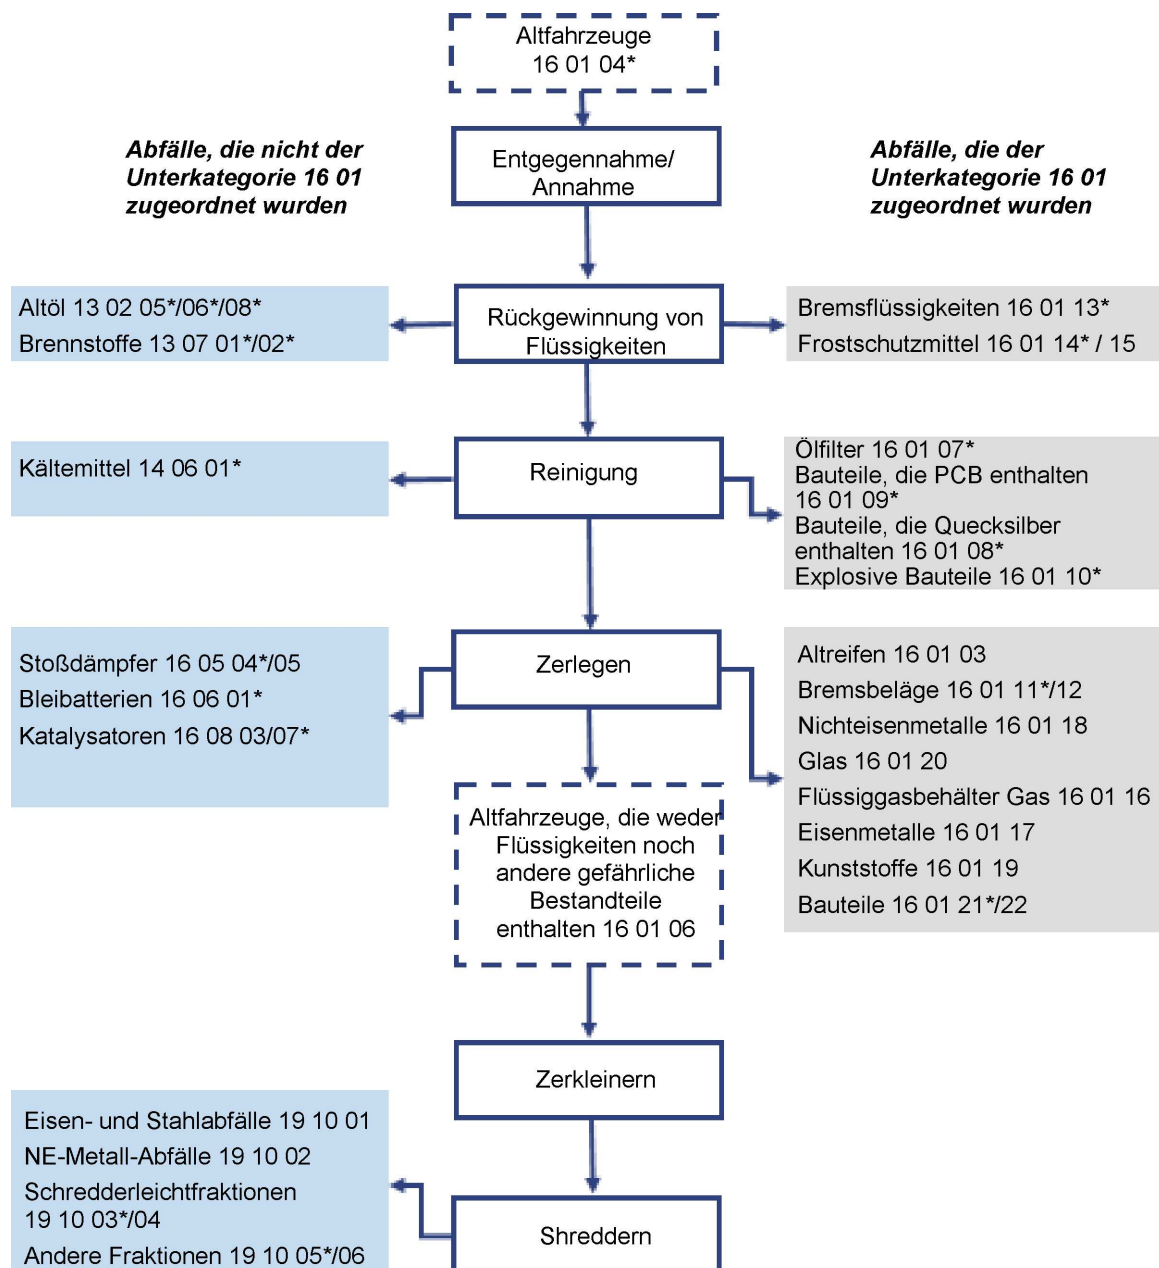 Altfahrzeuge
16 01 04*
Abfälle, die nicht der
Unterkategorie 16 01
zugeordnet wurden
Entgegennahme/
Annahme
Abfälle, die der
Unterkategorie 16 01
zugeordnet wurden
Altöl 13 02 05*/06*/08*
Brennstoffe 13 07 01*/02*
Rückgewinnung von
Flüssigkeiten
Bremsflüssigkeiten 16 01 13*
Frostschutzmittel 16 01 14* / 15
Kältemittel 14 06 01*
Reinigung
Ölfilter 16 01 07*
Bauteile, die PCB enthalten
16 01 09*
Bauteile, die Quecksilber
enthalten 16 01 08*
Explosive Bauteile 16 01 10*
Stoßdämpfer 16 05 04*/05
Bleibatterien 16 06 01*
Katalysatoren 16 08 03/07*
Zerlegen
Altreifen 16 01 03
Bremsbeläge 16 01 11*/12
Nichteisenmetalle 16 01 18
Glas 16 01 20
Flüssiggasbehälter Gas 16 01 16
Eisenmetalle 16 01 17
Kunststoffe 16 01 19
Bauteile 16 01 21*/22
Altfahrzeuge, die weder
Flüssigkeiten noch
andere gefährliche
Bestandteile
enthalten 16 01 06
Zerkleinern
Eisen- und Stahlabfälle 19 10 01
NE-Metall-Abfälle 19 10 02
Schredderleichtfraktionen
19 10 03*/04
Andere Fraktionen 19 10 05*/06
Shreddern